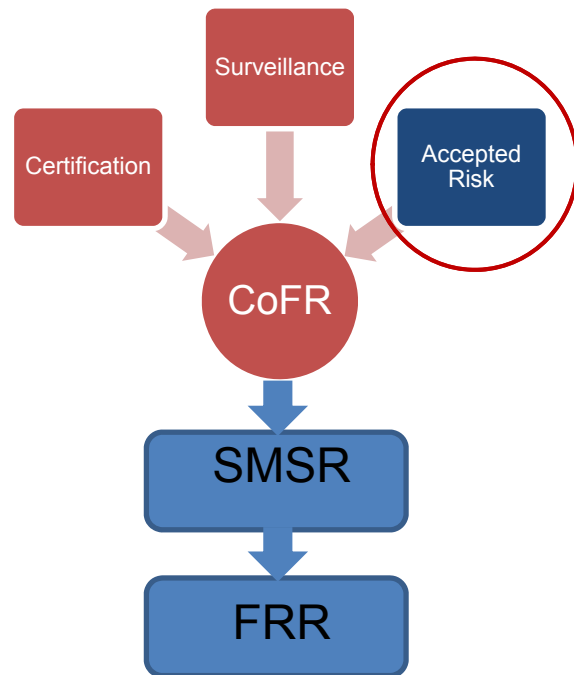 Surveillance
Certification
Accepted
Risk
CoFR
SMSR
FRR